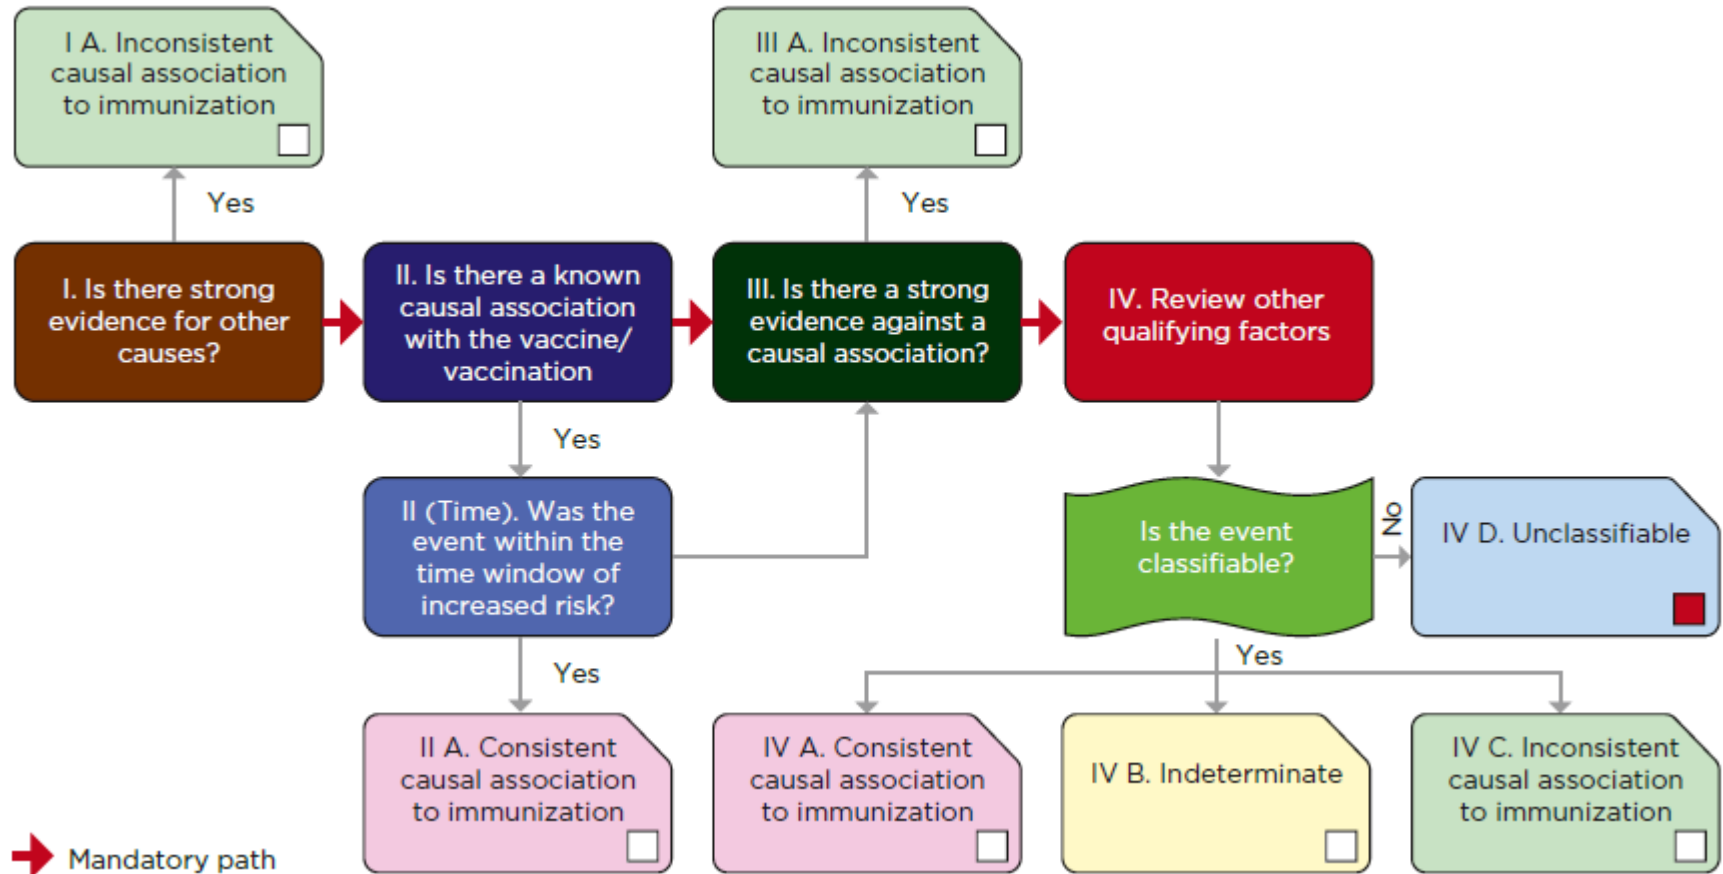 I A. Inconsistent
causal association
to immunization
III A. Inconsistent
causal association
to immunization
Yes
Yes
I. Is there strong
evidence for other
causes?
II. Is there a known
causal association
with the vaccine/
vaccination
III. Is there a strong
evidence against a
causal association?
IV. Review other
qualifying factors
Yes
II (Time). Was the
event within the
time window of
increased risk?
Is the event
classifiable?
No
IV D. Unclassifiable
Yes
Yes
II A. Consistent
causal association
to immunization
IV A. Consistent
causal association
to immunization
IV B. Indeterminate
IV C. Inconsistent
causal association
to immunization
Mandatory path